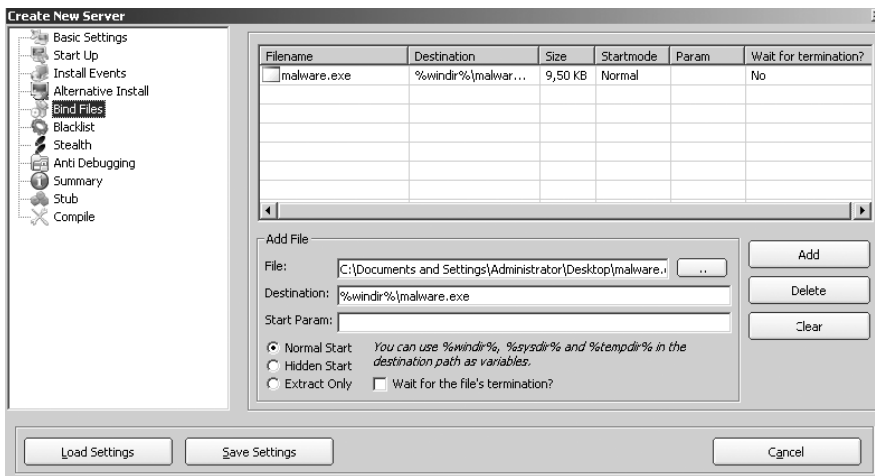 Create New Server
Basic Settings
Start Up
Install Events
Alternative Install
Bind Files
Blacklist
Stealth
Anti Debugging
Summary
Stub
Compile
Filename Destination Size Startmode Param Wait for termination?
malware.exe %windir%\malwar... 9,50 KB Normal No
Add File
File: C:\Documents and Settings\Administrator\Desktop\malware. ..
Destination: %windir%\malware.exe
Start Param:
Normal Start
Hidden Start
Extract Only
You can use %windir%, %sysdir% and %tempdir% in the
destination path as variables.
Wait for the file's termination?
Add
Delete
Clear
Load Settings
Save Settings
Cancel